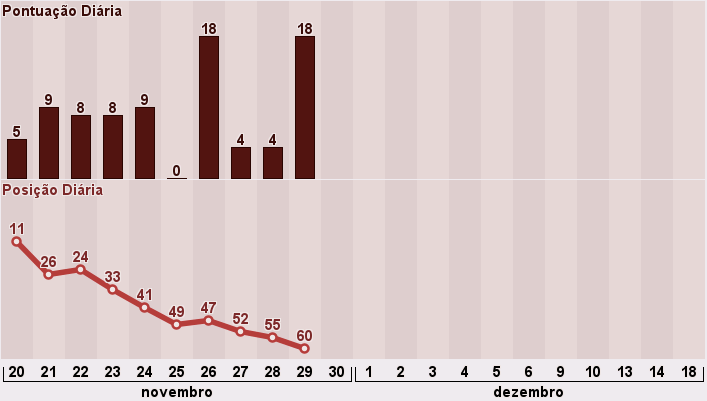 Pontuação Diária
5 9 8 8 9 0 18 4 4 18
Posição Diária
11 26 24 33 41 49 47 52 55 60
20 21 22 23 24 25 26 27 28 29 30 1 2 3 4 5 6 9 10 13 14 18
novembro dezembro